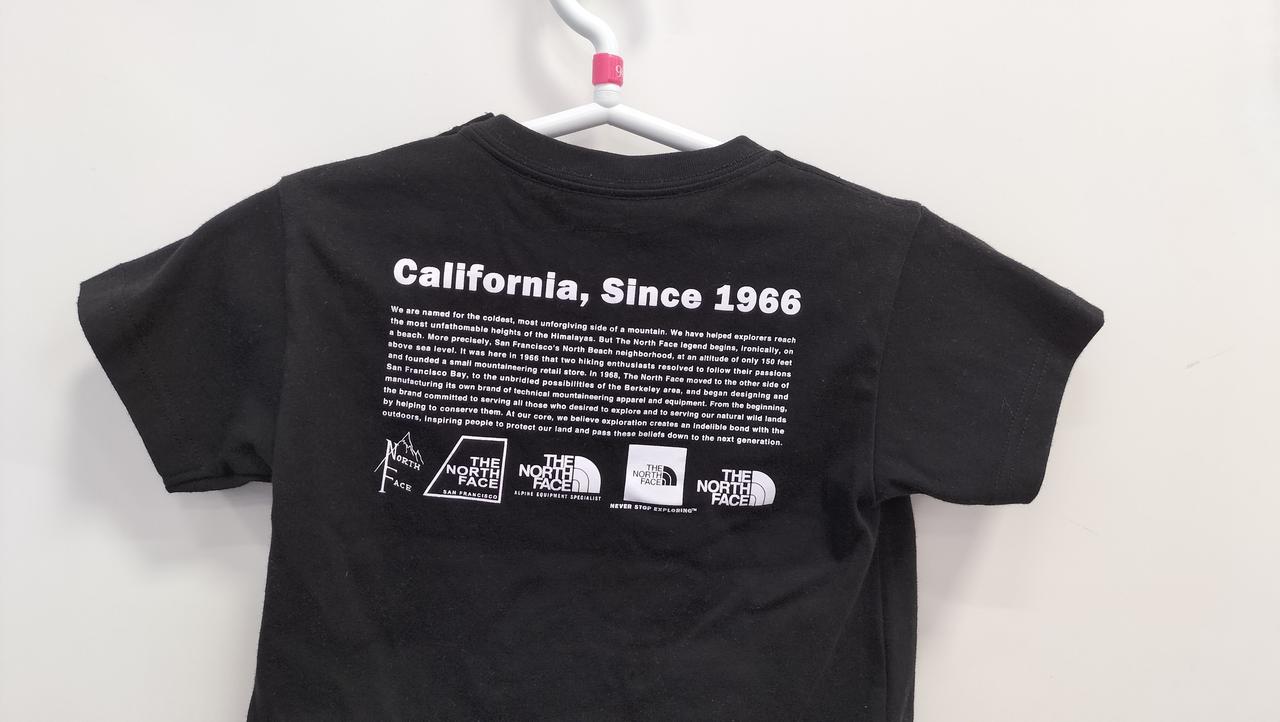 California, Since 1966
We are named for the coldest, most unforgiving side of a mountain. We have helped explorers reach
the most unfathomable heights of the Himalayas. But The North Face legend begins, ironically, on
a beach. More precisely, San Francisco's North Beach neighborhood, at an altitude of only 150 feet
above sea level. It was here in 1966 that two hiking enthusiasts resolved to follow their passions
and founded a small mountaineering retail store. In 1968, The North Face moved to the other side of
San Francisco Bay, to the unbridled possibilities of the Berkeley area, and began designing and
manufacturing its own brand of technical mountaineering apparel and equipment. From the beginning,
the brand committed to serving all those who desired to explore and to serving our natural wild lands
by helping to conserve them. At our core, we believe exploration creates an indelible bond with the
outdoors, inspiring people to protect our land and pass these beliefs down to the next generation.
North
Face
THE
NORTH
FACE
SAN FRANCISCO
THE
NORTH
FACE
ALPINE EQUIPMENT SPECIALIST
THE
NORTH
FACE
NEVER STOP EXPLORING™
THE
NORTH
FACE